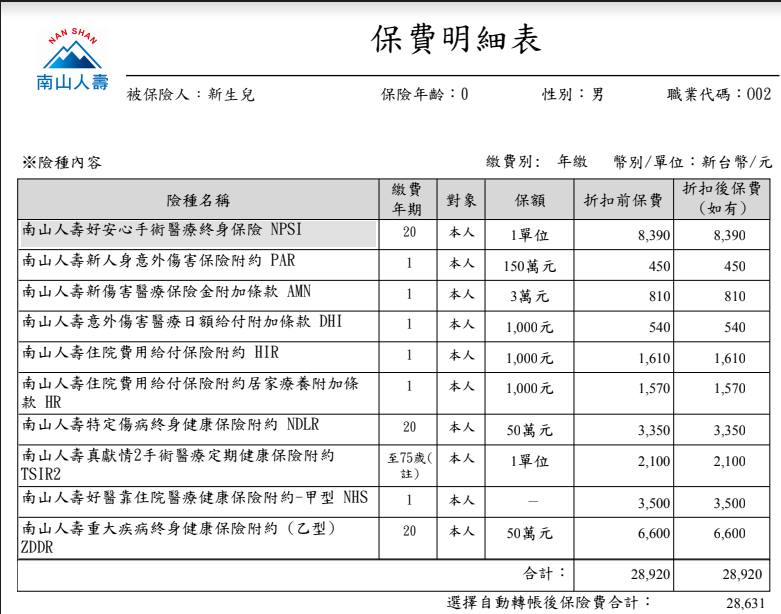 NAN SHAN
南山人壽
保費明細表
被保險人：新生兒 保險年齡：0 性別：男 職業代碼：002
※險種內容 繳費別: 年繳 幣別/單位：新台幣/元
險種名稱 繳費年期 對象 保額 折扣前保費 折扣後保費(如有)
南山人壽好安心手術醫療終身保險 NPSI 20 本人 1單位 8,390 8,390
南山人壽新人身意外傷害保險附約 PAR 1 本人 150萬元 450 450
南山人壽新傷害醫療保險金附加條款 AMN 1 本人 3萬元 810 810
南山人壽意外傷害醫療日額給付附加條款 DHI 1 本人 1,000元 540 540
南山人壽住院費用給付保險附約 HIR 1 本人 1,000元 1,610 1,610
南山人壽住院費用給付保險附約居家療養附加條款 HR 1 本人 1,000元 1,570 1,570
南山人壽特定傷病終身健康保險附約 NDLR 20 本人 50萬元 3,350 3,350
南山人壽真獻情2手術醫療定期健康保險附約 TSIR2 至75歲(註) 本人 1單位 2,100 2,100
南山人壽好醫靠住院醫療健康保險附約-甲型 NHS 1 本人 － 3,500 3,500
南山人壽重大疾病終身健康保險附約（乙型） ZDDR 20 本人 50萬元 6,600 6,600
合計： 28,920 28,920
選擇自動轉帳後保險費合計： 28,631